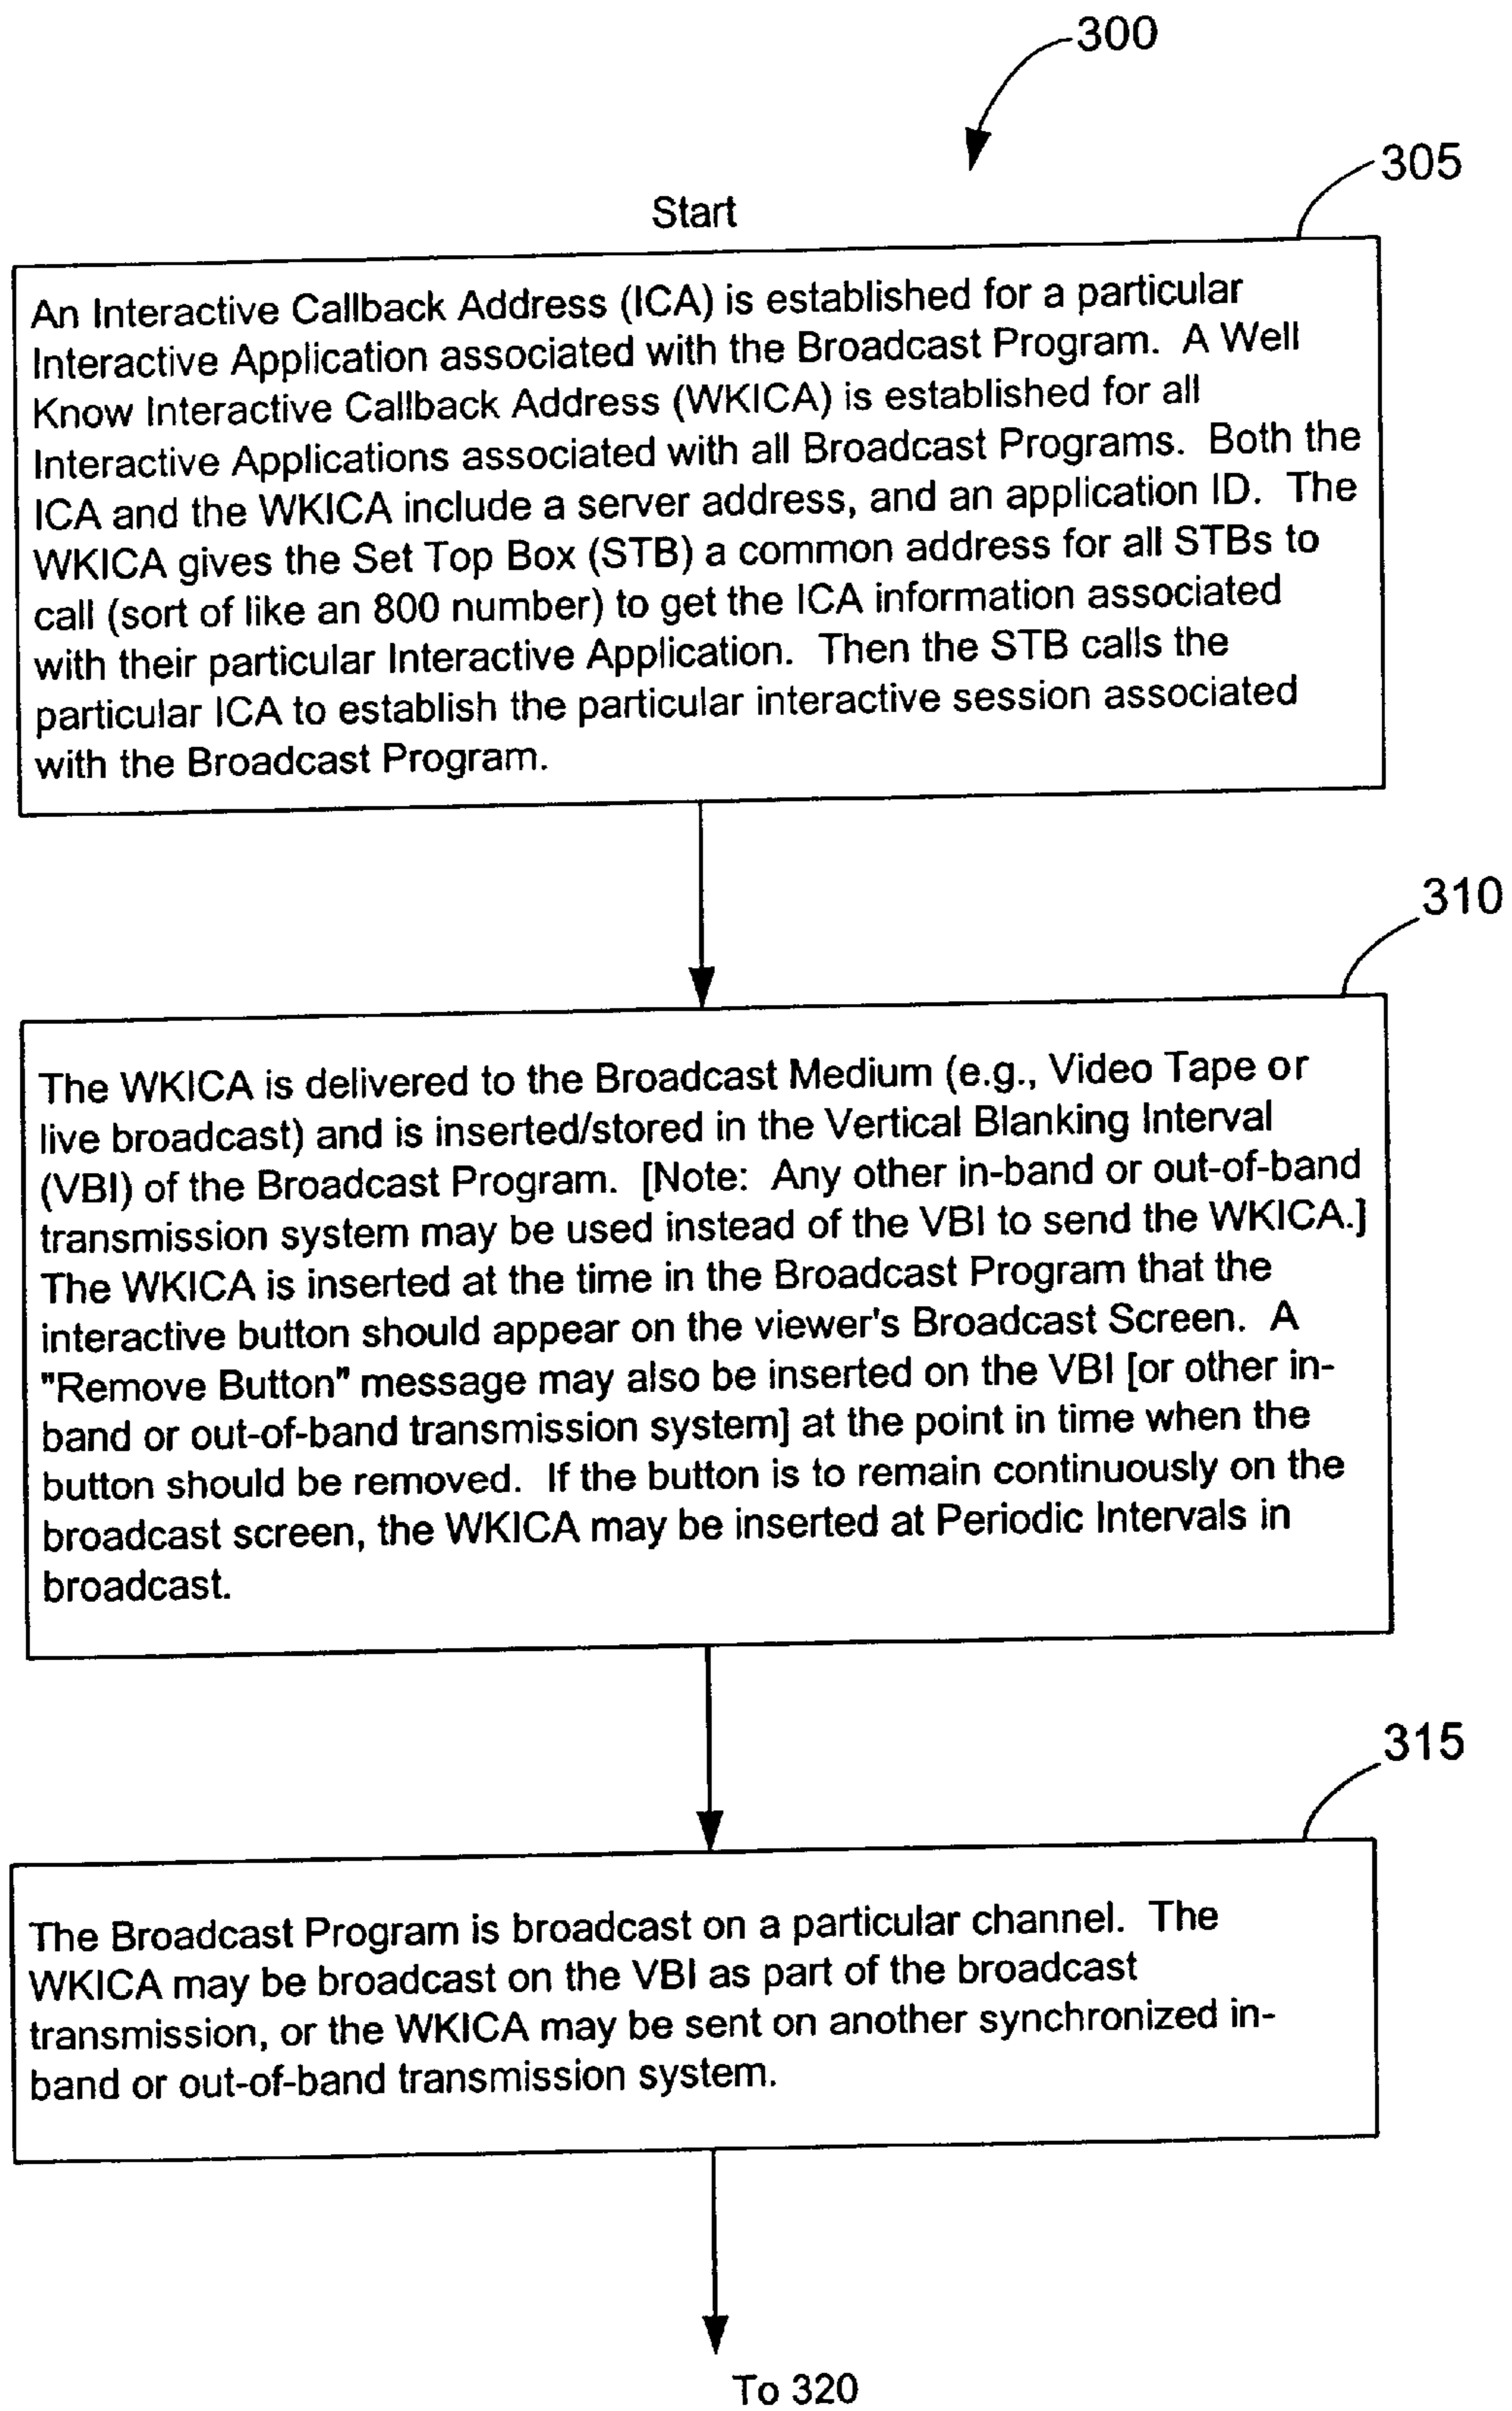 300
305
Start
An Interactive Callback Address (ICA) is established for a particular
Interactive Application associated with the Broadcast Program. A Well
Know Interactive Callback Address (WKICA) is established for all
Interactive Applications associated with all Broadcast Programs. Both the
ICA and the WKICA include a server address, and an application ID. The
WKICA gives the Set Top Box (STB) a common address for all STBs to
call (sort of like an 800 number) to get the ICA information associated
with their particular Interactive Application. Then the STB calls the
particular ICA to establish the particular interactive session associated
with the Broadcast Program.
310
The WKICA is delivered to the Broadcast Medium (e.g., Video Tape or
live broadcast) and is inserted/stored in the Vertical Blanking Interval
(VBI) of the Broadcast Program. [Note: Any other in-band or out-of-band
transmission system may be used instead of the VBI to send the WKICA.]
The WKICA is inserted at the time in the Broadcast Program that the
interactive button should appear on the viewer's Broadcast Screen. A
"Remove Button" message may also be inserted on the VBI [or other in-
band or out-of-band transmission system] at the point in time when the
button should be removed. If the button is to remain continuously on the
broadcast screen, the WKICA may be inserted at Periodic Intervals in
broadcast.
315
The Broadcast Program is broadcast on a particular channel. The
WKICA may be broadcast on the VBI as part of the broadcast
transmission, or the WKICA may be sent on another synchronized in-
band or out-of-band transmission system.
To 320